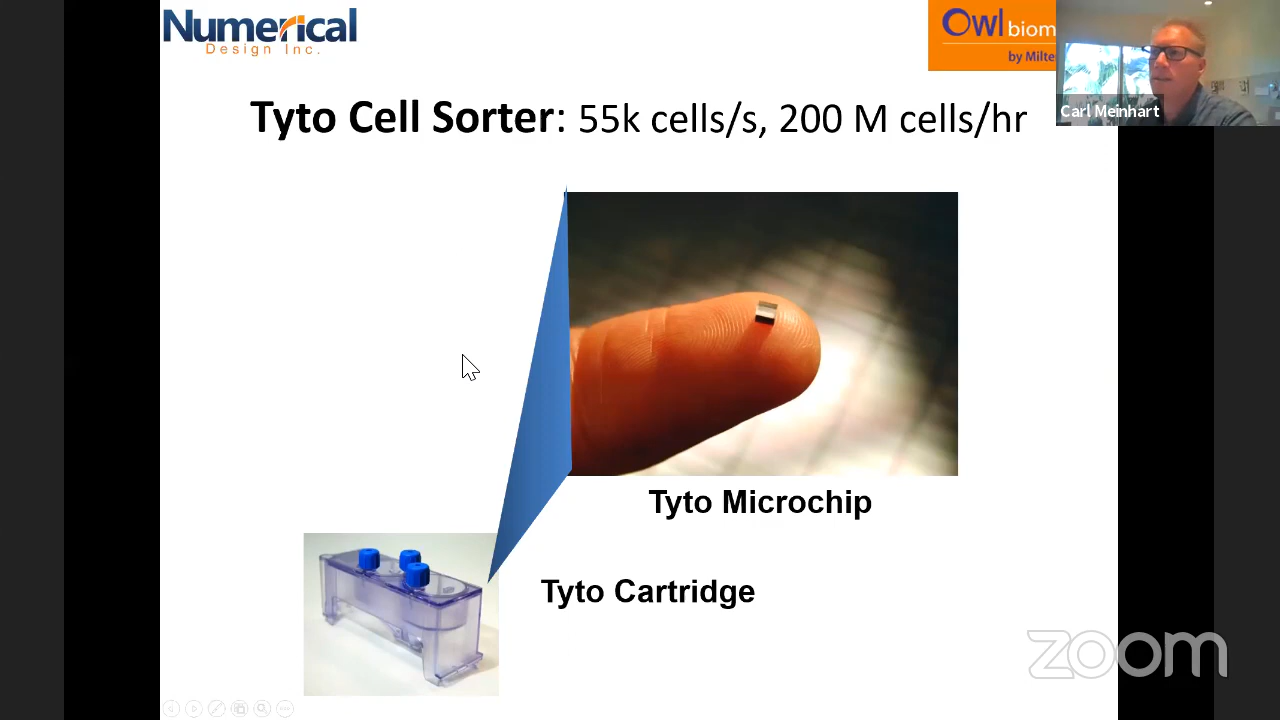 Numerical
Design Inc.
Owl biom
by Milte
Carl Meinhart
Tyto Cell Sorter: 55k cells/s, 200 M cells/hr
Tyto Microchip
Tyto Cartridge
zoom